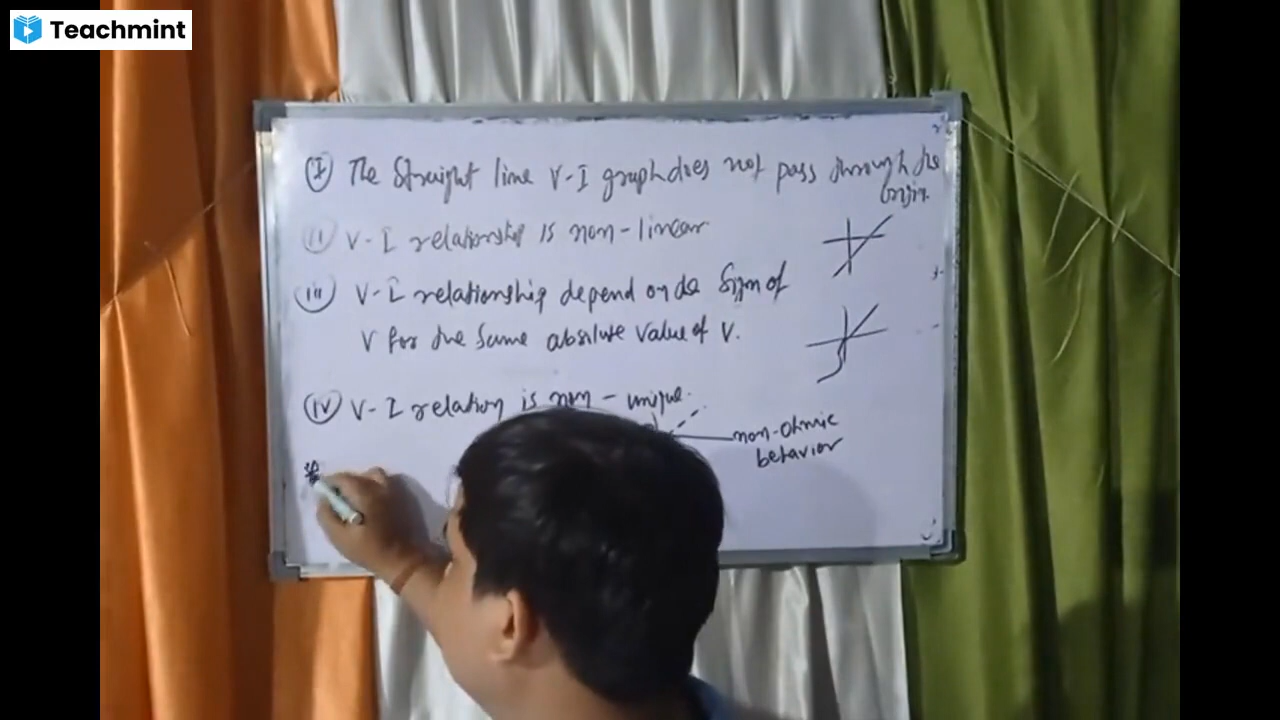 Teachmint
(I) The straight line V-I graph does not pass through the
origin.
(ii) V-I relationship is non-linear
(iii) V-I relationship depend on the sign of
V for the same absolute value of V.
(iv) V-I relation is non-unique.
non-ohmic
behavior